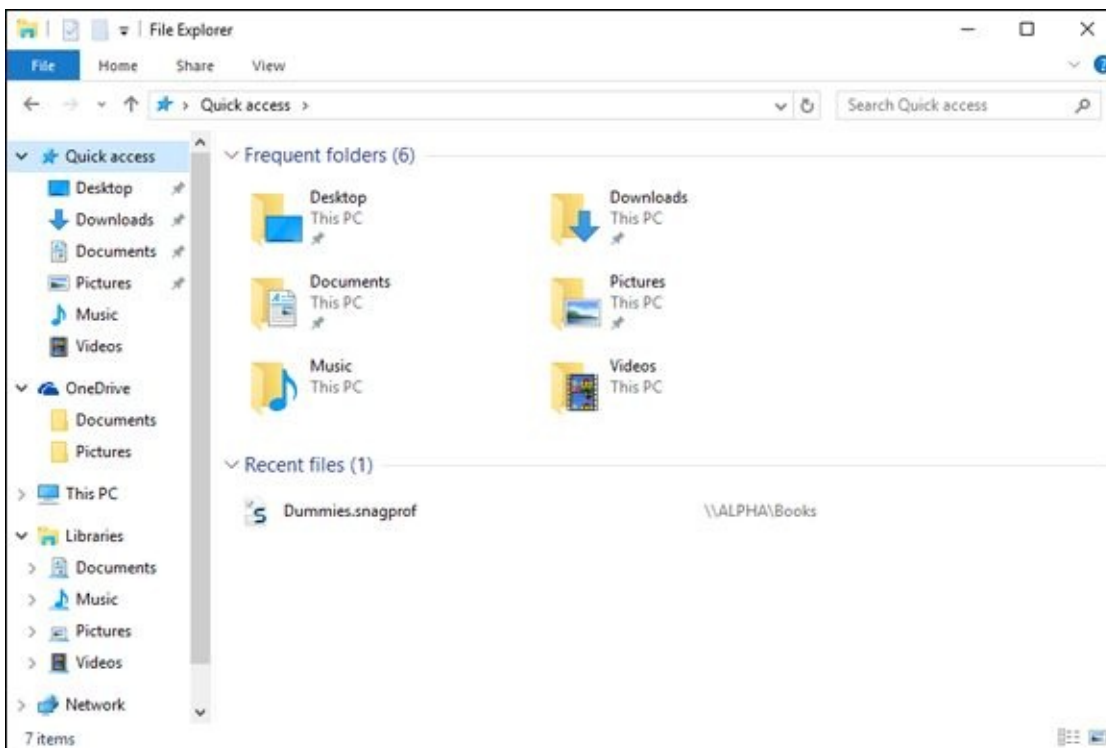 File Explorer
File Home Share View
Quick access
Search Quick access
Quick access
Desktop
Downloads
Documents
Pictures
Music
Videos
OneDrive
Documents
Pictures
This PC
Libraries
Documents
Music
Pictures
Videos
Network
Frequent folders (6)
Desktop
This PC
Downloads
This PC
Documents
This PC
Pictures
This PC
Music
This PC
Videos
This PC
Recent files (1)
Dummies.snagprof \\ALPHA\Books
7 items